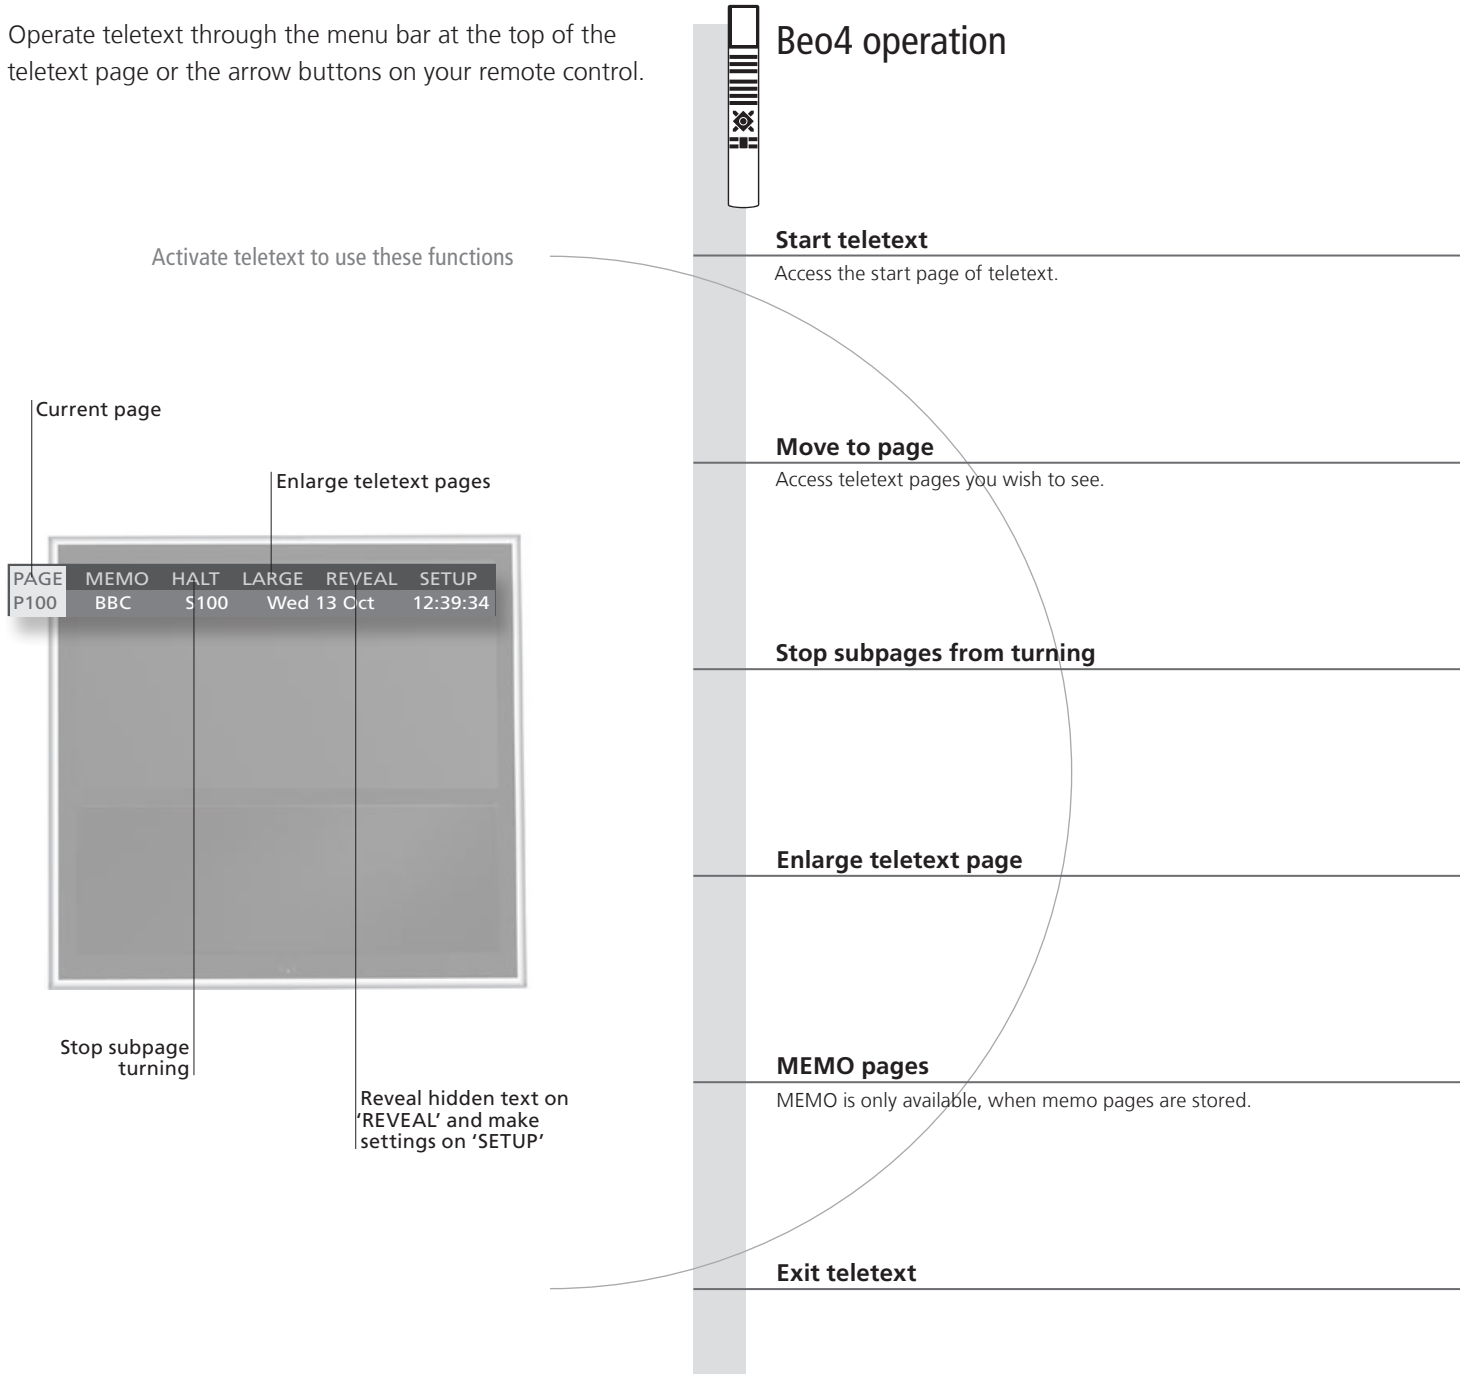 Operate teletext through the menu bar at the top of the
teletext page or the arrow buttons on your remote control.
Activate teletext to use these functions
Current page
Enlarge teletext pages
PAGE MEMO HALT LARGE REVEAL SETUP
P100 BBC S100 Wed 13 Oct 12:39:34
Stop subpage
turning
Reveal hidden text on
‘REVEAL’ and make
settings on ‘SETUP’
Beo4 operation
Start teletext
Access the start page of teletext.
Move to page
Access teletext pages you wish to see.
Stop subpages from turning
Enlarge teletext page
MEMO pages
MEMO is only available, when memo pages are stored.
Exit teletext